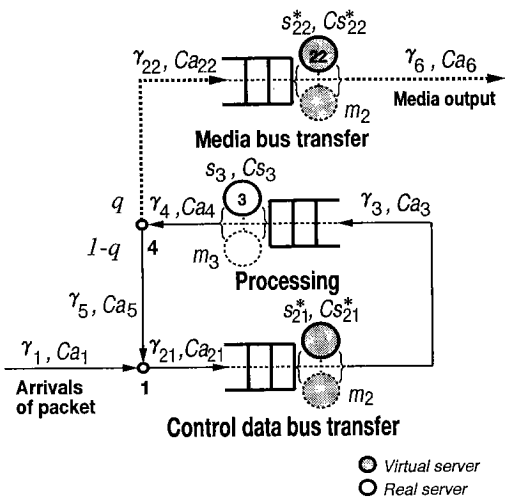 s*22, Cs*22
22
γ22, Ca22
γ6, Ca6
Media output
m2
Media bus transfer
s3, Cs3
q
γ4, Ca4
3
γ3, Ca3
1-q
4
m3
Processing
γ5, Ca5
s*21, Cs*21
γ1, Ca1
γ21, Ca21
Arrivals
of packet
1
m2
Control data bus transfer
Virtual server
Real server